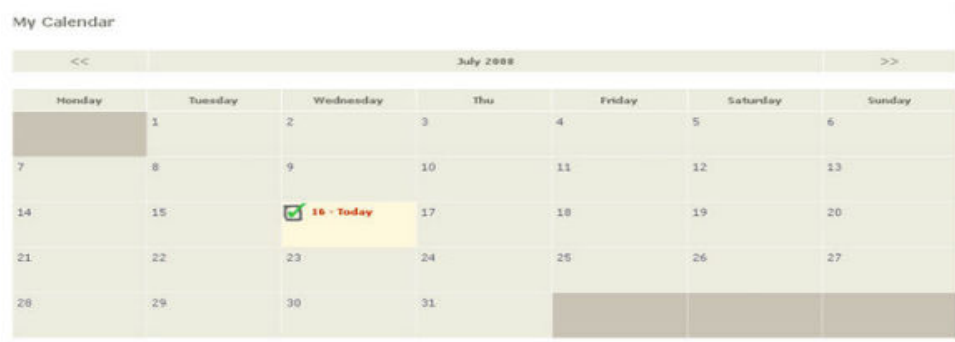 My Calendar
<< July 2008 >>
Monday Tuesday Wednesday Thu Friday Saturday Sunday
1 2 3 4 5 6
7 8 9 10 11 12 13
14 15 16 - Today 17 18 19 20
21 22 23 24 25 26 27
28 29 30 31